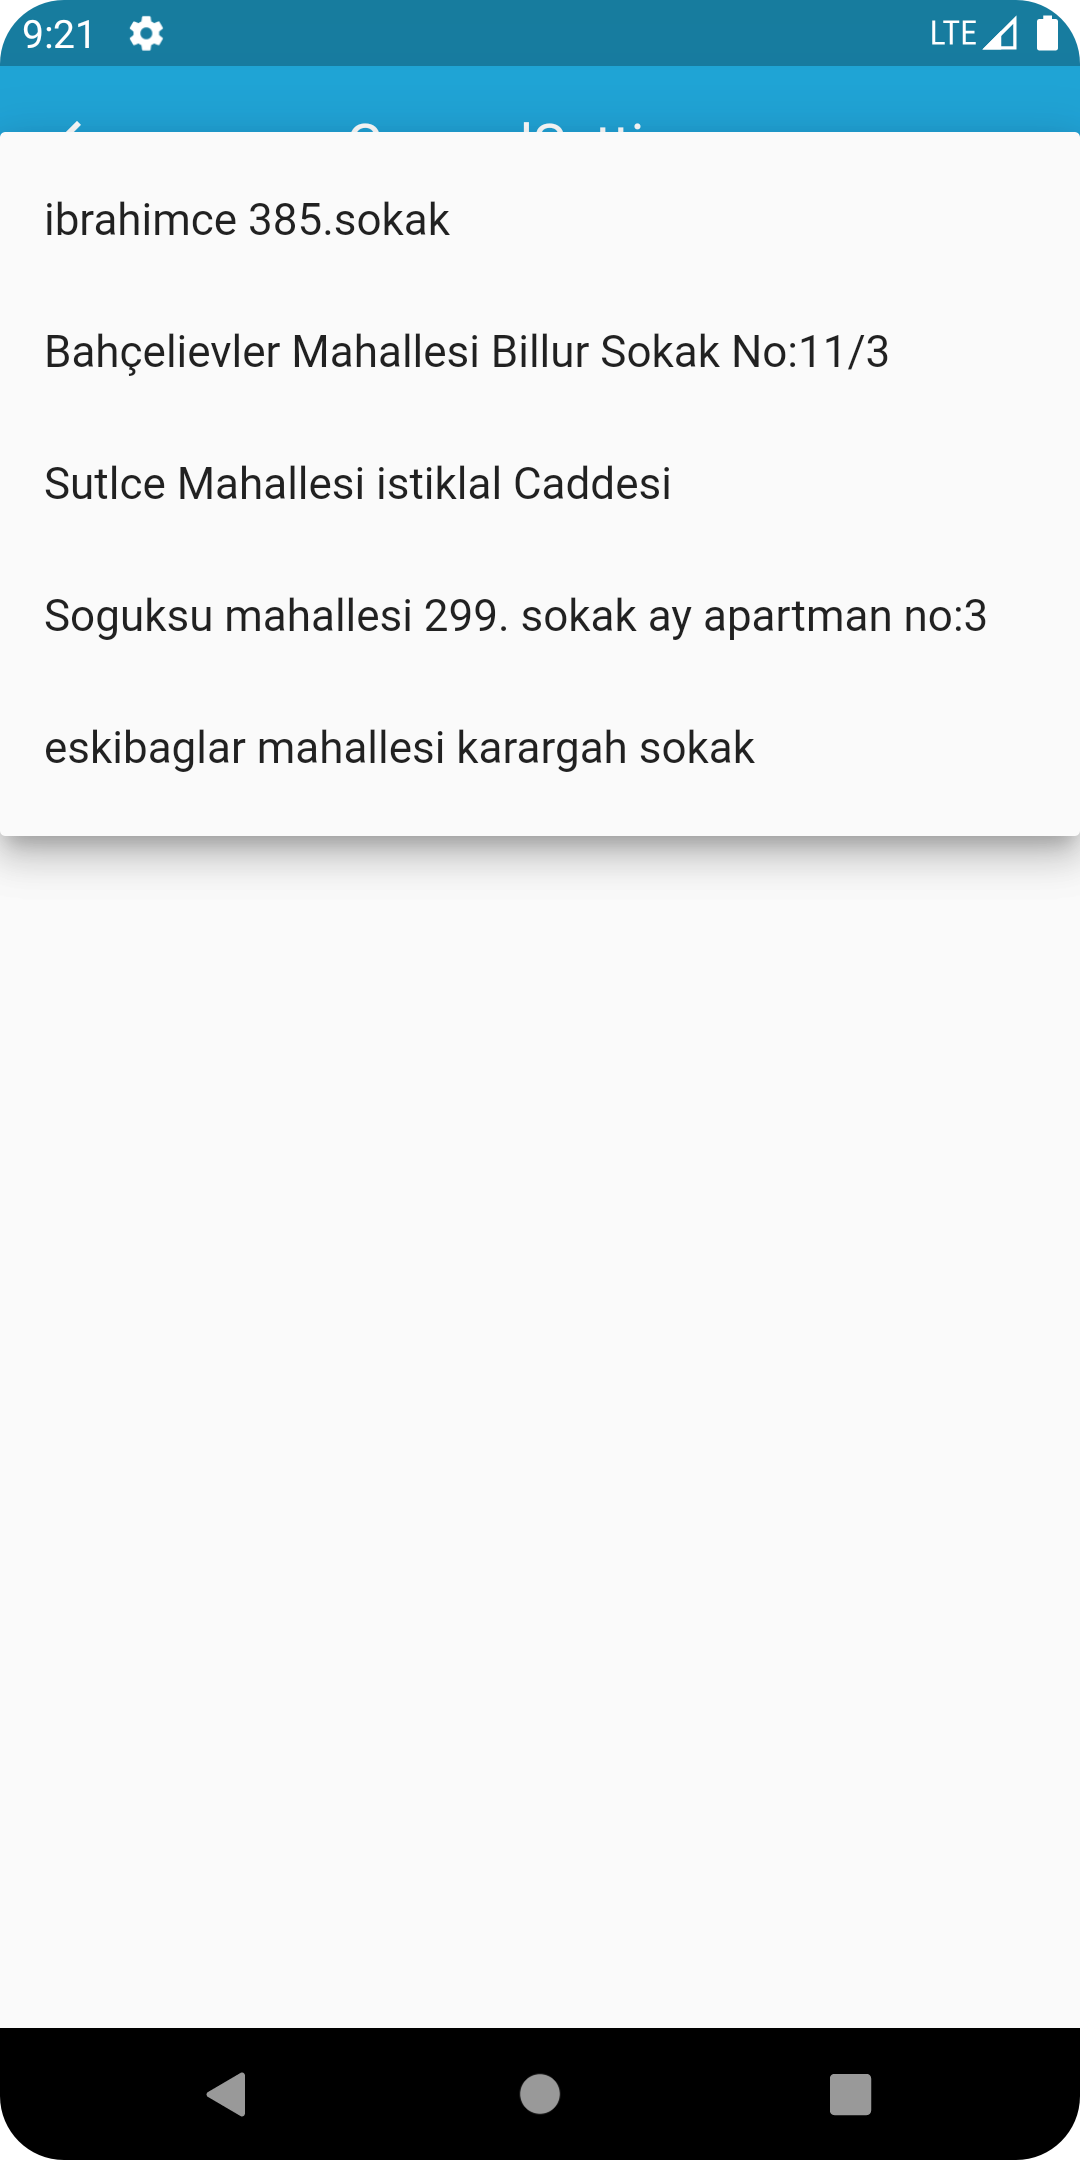 9:21
LTE
ibrahimce 385.sokak
Bahçelievler Mahallesi Billur Sokak No:11/3
Sutlce Mahallesi istiklal Caddesi
Soguksu mahallesi 299. sokak ay apartman no:3
eskibaglar mahallesi karargah sokak